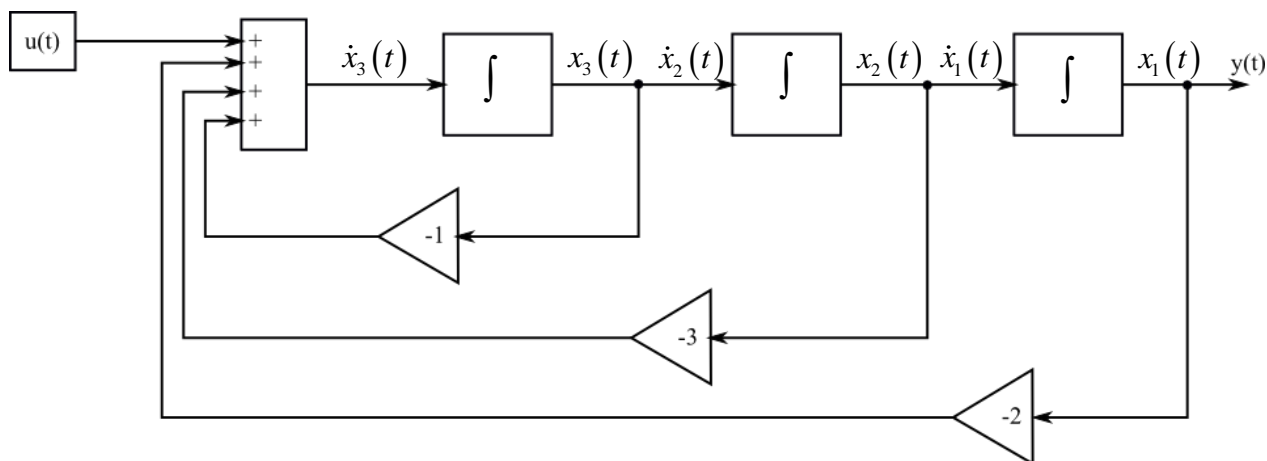 u(t)
+
+
+
+
ẋ₃(t)
∫
x₃(t)
ẋ₂(t)
∫
x₂(t)
ẋ₁(t)
∫
x₁(t)
y(t)
-1
-3
-2